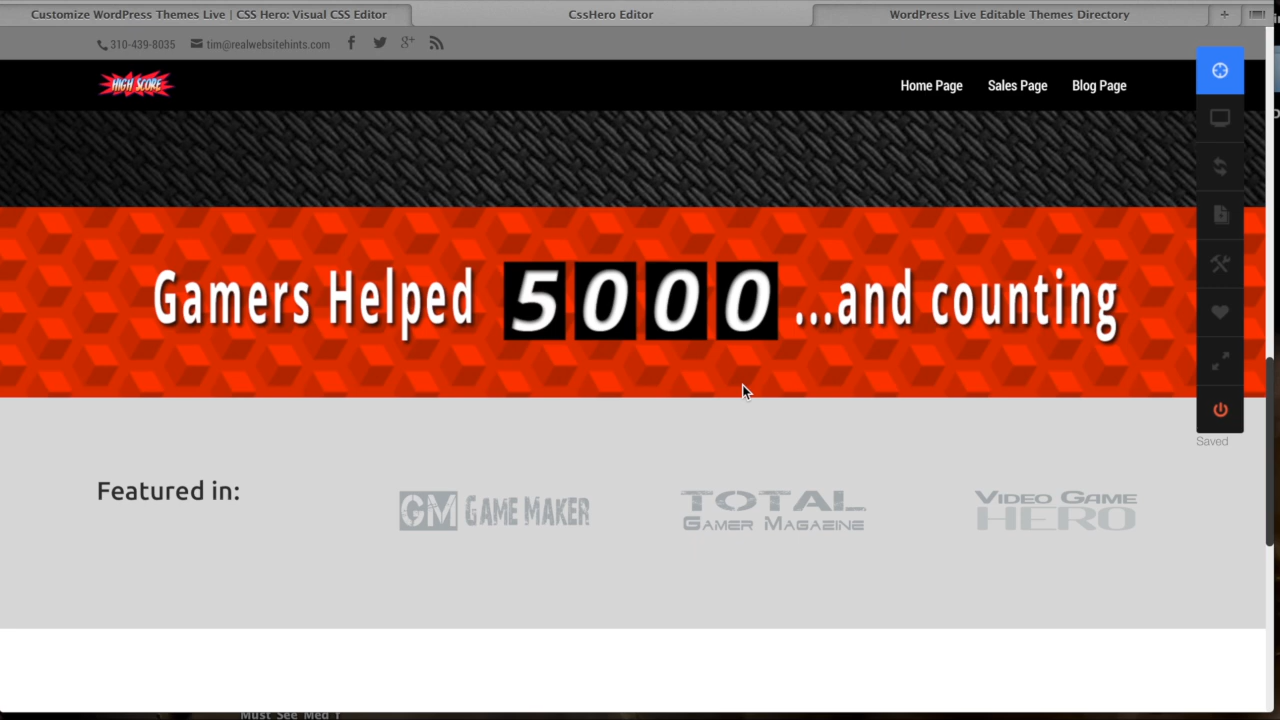 Customize WordPress Themes Live | CSS Hero: Visual CSS Editor
CssHero Editor
WordPress Live Editable Themes Directory
310-439-8035
tim@realwebsitehints.com
HIGH SCORE
Home Page
Sales Page
Blog Page
Gamers Helped 5000 ...and counting
Saved
Featured in:
GM GAME MAKER
TOTAL
GAMER MAGAZINE
VIDEO GAME
HERO